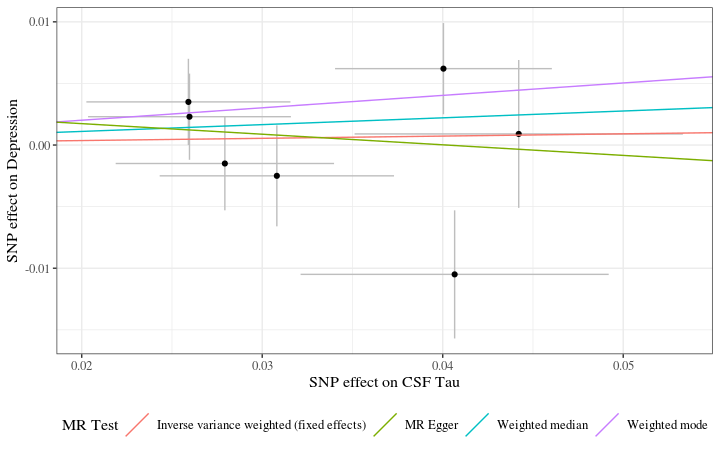 0.01
0.00
-0.01
SNP effect on Depression
0.02 0.03 0.04 0.05
SNP effect on CSF Tau
MR Test Inverse variance weighted (fixed effects) MR Egger Weighted median Weighted mode